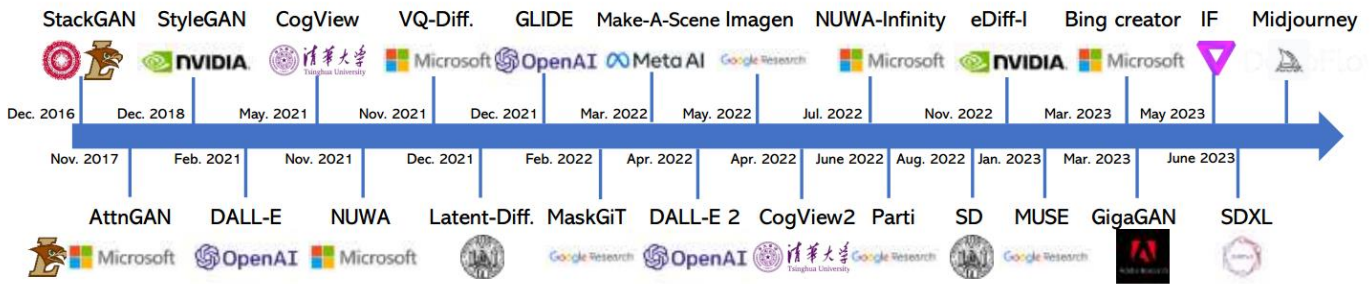 StackGAN StyleGAN CogView VQ-Diff. GLIDE Make-A-Scene Imagen NUWA-Infinity eDiff-I Bing creator IF Midjourney
NVIDIA. 清华大学 Tsinghua University Microsoft OpenAI Meta AI Google Research Microsoft NVIDIA. Microsoft
Dec. 2016 Dec. 2018 May. 2021 Nov. 2021 Dec. 2021 Mar. 2022 May. 2022 Jul. 2022 Nov. 2022 Mar. 2023 May 2023
Nov. 2017 Feb. 2021 Nov. 2021 Dec. 2021 Feb. 2022 Apr. 2022 Apr. 2022 June 2022 Aug. 2022 Jan. 2023 Mar. 2023 June 2023
AttnGAN DALL-E NUWA Latent-Diff. MaskGiT DALL-E 2 CogView2 Parti SD MUSE GigaGAN SDXL
Microsoft OpenAI Microsoft Google Research OpenAI 清华大学 Tsinghua University Google Research Google Research